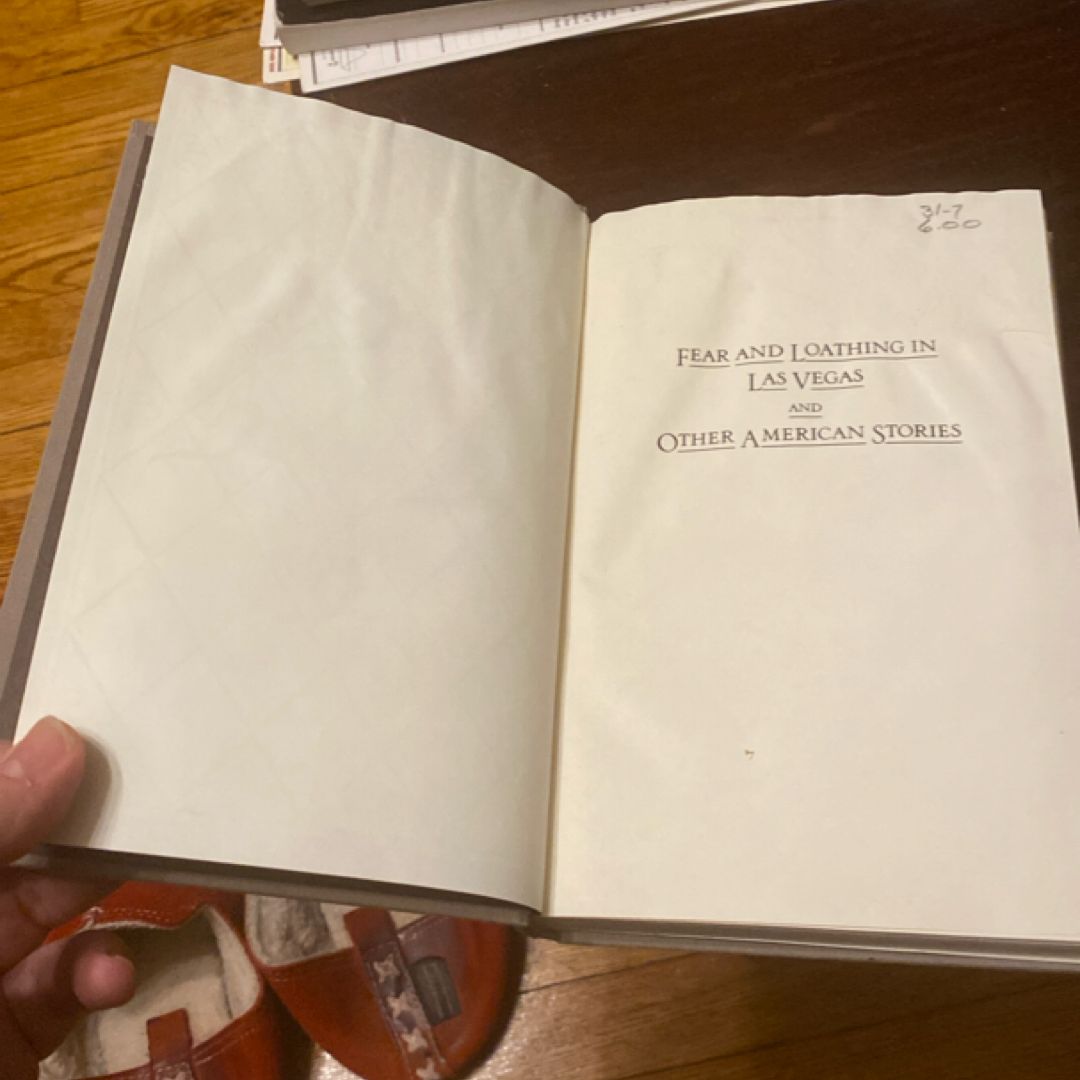 31-7
6.00
FEAR AND LOATHING IN
LAS VEGAS
AND
OTHER AMERICAN STORIES